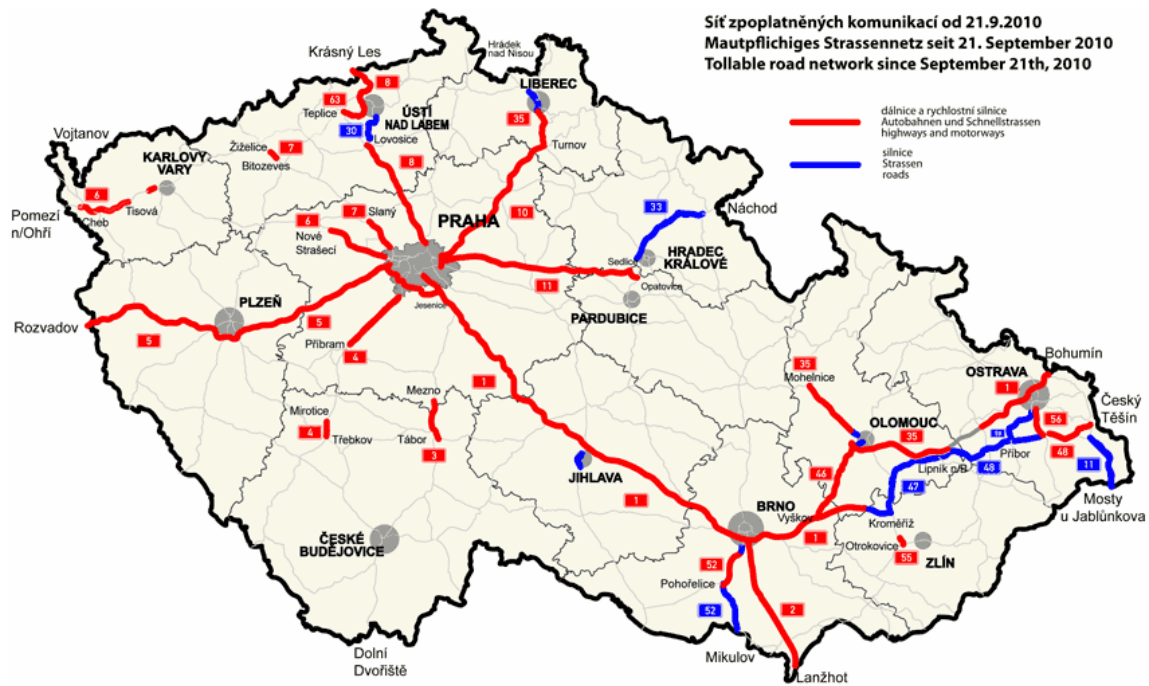 Síť zpoplatněných komunikací od 21.9.2010
Mautpflichiges Strassennetz seit 21. September 2010
Tollable road network since September 21th, 2010
dálnice a rychlostní silnice
Autobahnen und Schnellstrassen
highways and motorways
silnice
Strassen
roads
Krásný Les
Hrádek
nad Nisou
8
LIBEREC
63
Teplice
ÚSTÍ
NAD LABEM
35
30
Lovosice
Vojtanov
Žiželice
7
Bitozeves
Turnov
KARLOVY
VARY
8
6
Tisová
Cheb
Pomezí
n/Ohří
7
Slaný
6
Nové
Strašecí
PRAHA
10
33
Náchod
Sedlice
HRADEC
KRÁLOVÉ
11
Opatovice
Jesenice
PARDUBICE
PLZEŇ
Rozvadov
5
5
Příbram
4
35
Mohelnice
Bohumín
OSTRAVA
1
Český
Těšín
1
Mezno
Mirotice
4
Třebkov
Tábor
3
OLOMOUC
35
56
Příbor
48
48
11
Lipník n/B
46
47
JIHLAVA
1
BRNO
Vyškov
1
Kroměříž
Mosty
u Jablůnkova
Otrokovice
55
ZLÍN
ČESKÉ
BUDĚJOVICE
52
Pohořelice
52
2
Mikulov
Lanžhot
Dolní
Dvořiště